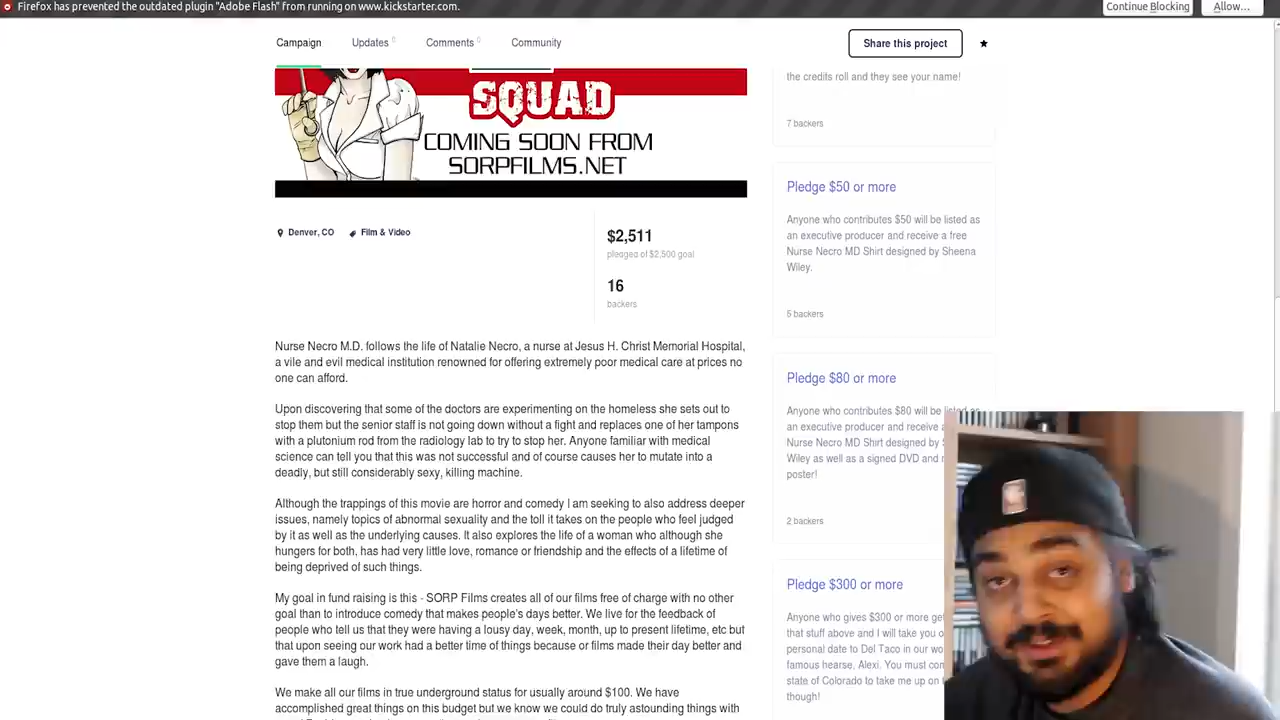 Firefox has prevented the outdated plugin "Adobe Flash" from running on www.kickstarter.com.
Continue Blocking
Allow...
Campaign
Updates 0
Comments 0
Community
Share this project
SQUAD
COMING SOON FROM
SORPFILMS.NET
Denver, CO
Film & Video
$2,511
pledged of $2,500 goal
16
backers
Nurse Necro M.D. follows the life of Natalie Necro, a nurse at Jesus H. Christ Memorial Hospital,
a vile and evil medical institution renowned for offering extremely poor medical care at prices no
one can afford.
Upon discovering that some of the doctors are experimenting on the homeless she sets out to
stop them but the senior staff is not going down without a fight and replaces one of her tampons
with a plutonium rod from the radiology lab to try to stop her. Anyone familiar with medical
science can tell you that this was not successful and of course causes her to mutate into a
deadly, but still considerably sexy, killing machine.
Although the trappings of this movie are horror and comedy I am seeking to also address deeper
issues, namely topics of abnormal sexuality and the toll it takes on the people who feel judged
by it as well as the underlying causes. It also explores the life of a woman who although she
hungers for both, has had very little love, romance or friendship and the effects of a lifetime of
being deprived of such things.
My goal in fund raising is this - SORP Films creates all of our films free of charge with no other
goal than to introduce comedy that makes people's days better. We live for the feedback of
people who tell us that they were having a lousy day, week, month, up to present lifetime, etc but
that upon seeing our work had a better time of things because or films made their day better and
gave them a laugh.
We make all our films in true underground status for usually around $100. We have
accomplished great things on this budget but we know we could do truly astounding things with
the credits roll and they see your name!
7 backers
Pledge $50 or more
Anyone who contributes $50 will be listed as
an executive producer and receive a free
Nurse Necro MD Shirt designed by Sheena
Wiley.
5 backers
Pledge $80 or more
Anyone who contributes $80 will be listed as
an executive producer and receive a
Nurse Necro MD Shirt designed by
Wiley as well as a signed DVD and
poster!
2 backers
Pledge $300 or more
Anyone who gives $300 or more
that stuff above and I will take you
personal date to Del Taco in our
famous hearse, Alexi. You must
state of Colorado to take me up on
though!